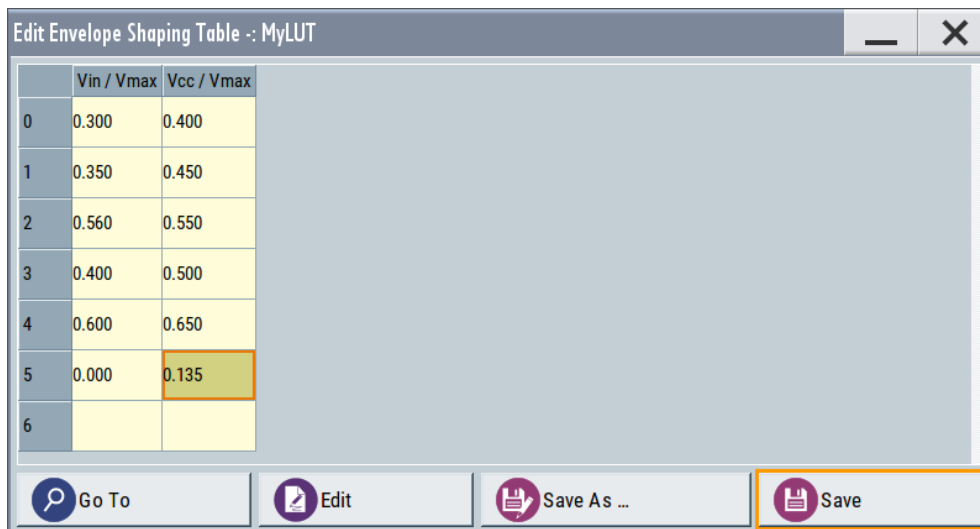 Edit Envelope Shaping Table -: MyLUT
Vin / Vmax Vcc / Vmax
0 0.300 0.400
1 0.350 0.450
2 0.560 0.550
3 0.400 0.500
4 0.600 0.650
5 0.000 0.135
6
Go To Edit Save As ... Save